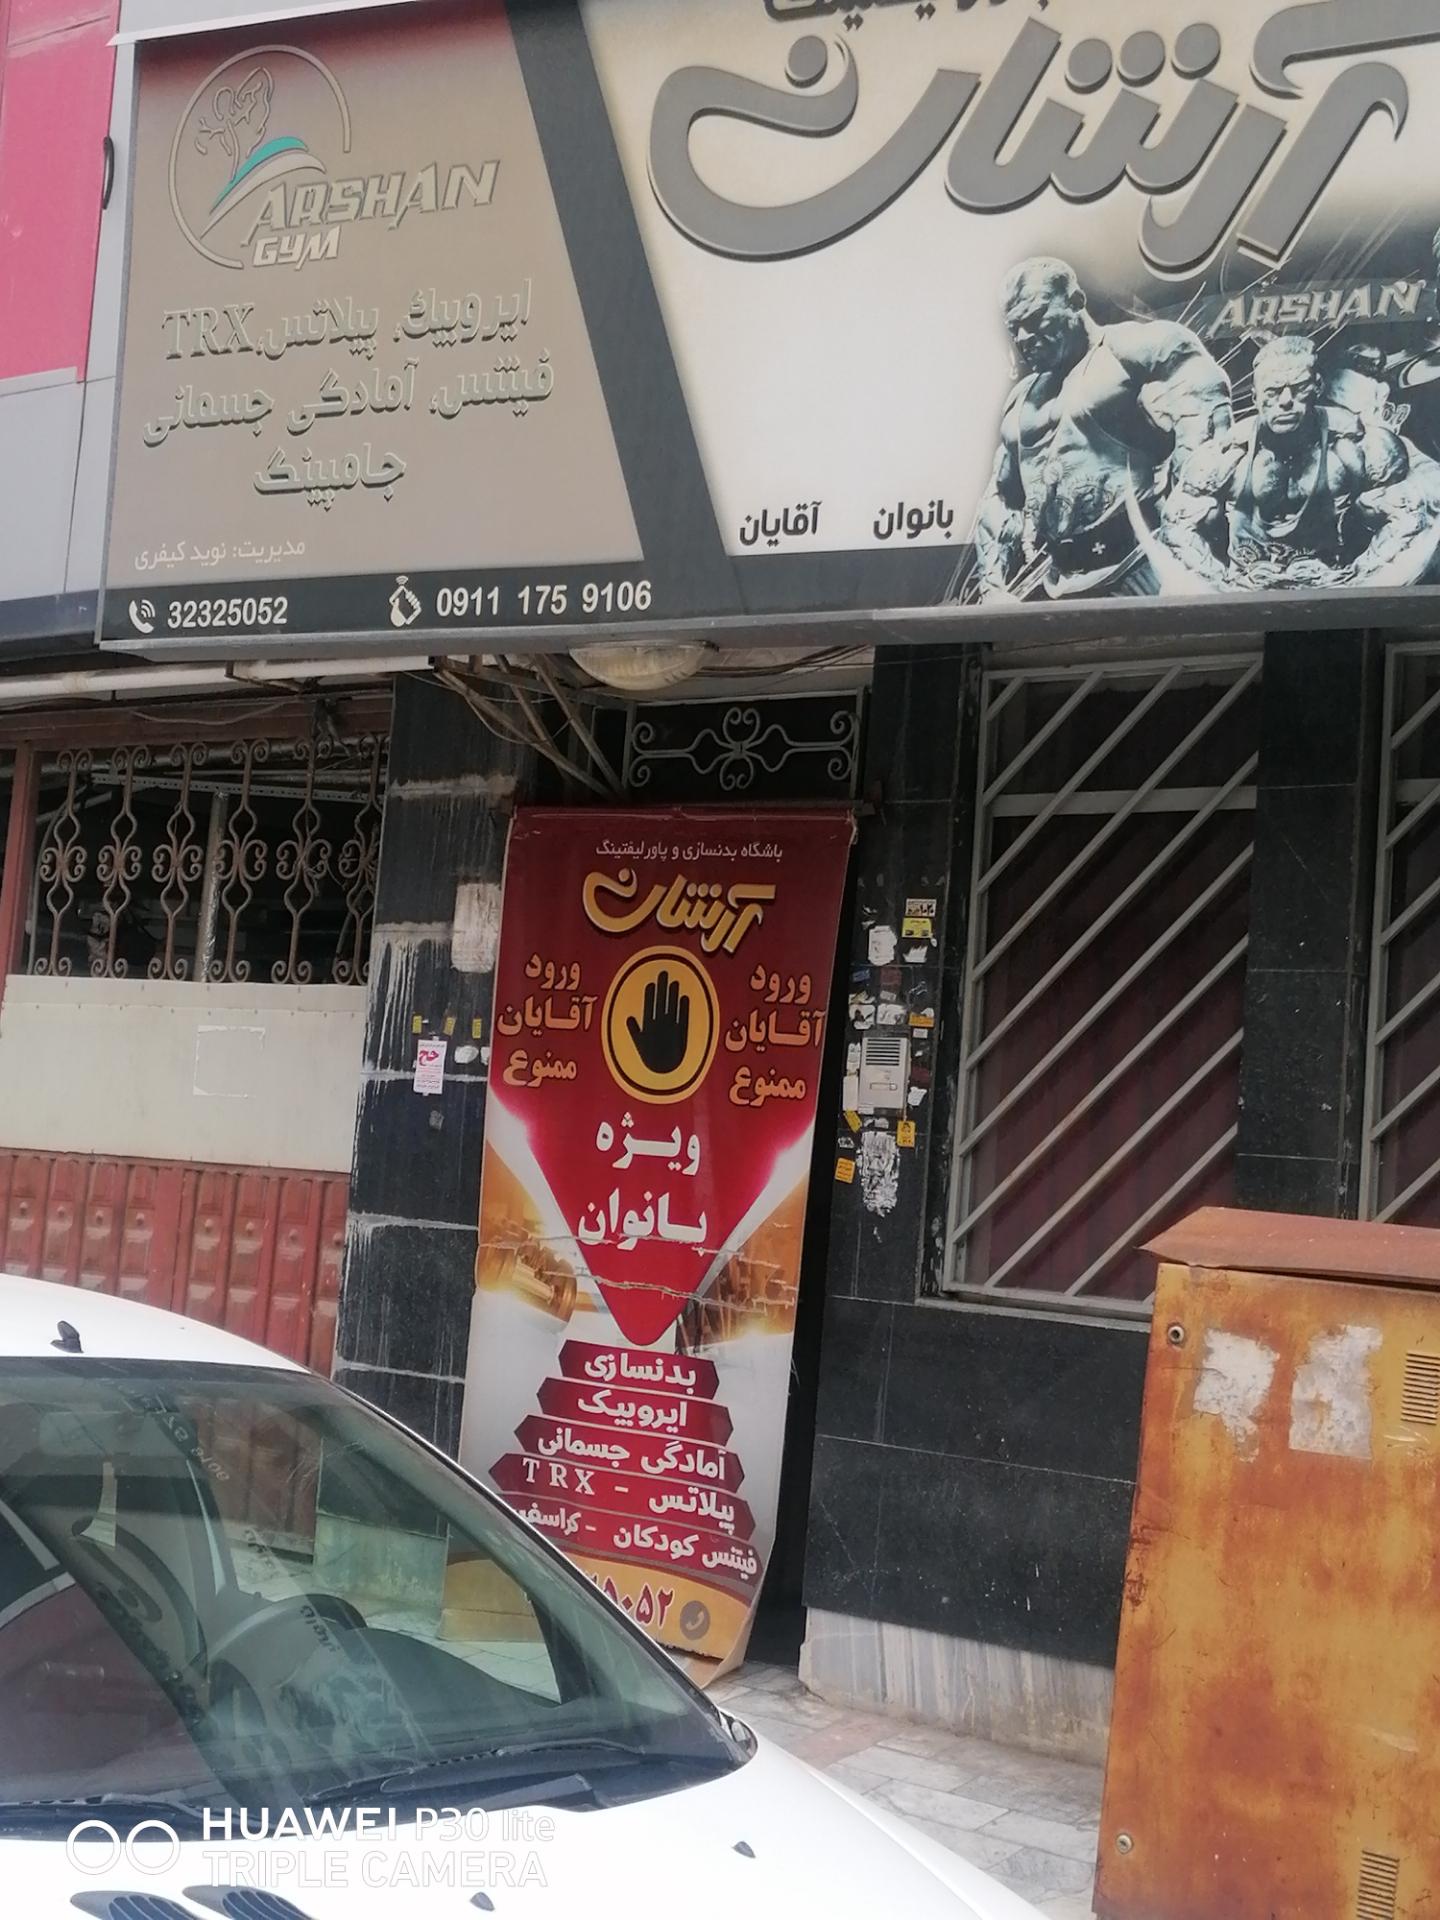 آرشان
ARSHAN
بانوان آقایان
ARSHAN
GYM
ایروبیک، پیلاتس،TRX
فیتنس، آمادگی جسمانی
جامپینگ
مدیریت: نوید کیفری
32325052
0911 175 9106
باشگاه بدنسازی و پاورلیفتینگ
آرشان
ورود
آقایان
ممنوع
ورود
آقایان
ممنوع
ویژه
بانوان
بدنسازی
ایروبیک
آمادگی جسمانی
پیلاتس - TRX
فیتنس کودکان -
۵۰۵۲
حج
HUAWEI P30 lite
TRIPLE CAMERA